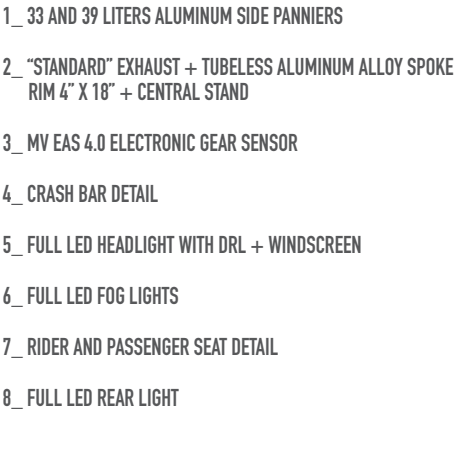 1_ 33 AND 39 LITERS ALUMINUM SIDE PANNIERS
2_ “STANDARD” EXHAUST + TUBELESS ALUMINUM ALLOY SPOKE
RIM 4” X 18” + CENTRAL STAND
3_ MV EAS 4.0 ELECTRONIC GEAR SENSOR
4_ CRASH BAR DETAIL
5_ FULL LED HEADLIGHT WITH DRL + WINDSCREEN
6_ FULL LED FOG LIGHTS
7_ RIDER AND PASSENGER SEAT DETAIL
8_ FULL LED REAR LIGHT